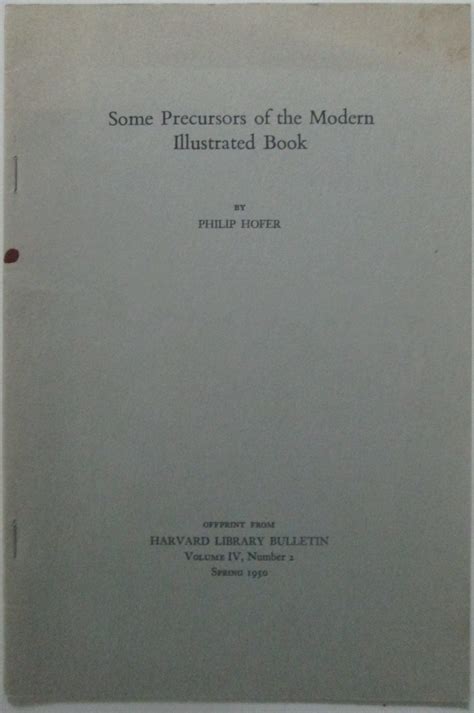 Some Precursors of the Modern
Illustrated Book
BY
PHILIP HOFER
OFFPRINT FROM
HARVARD LIBRARY BULLETIN
VOLUME IV, Number 2
SPRING 1950